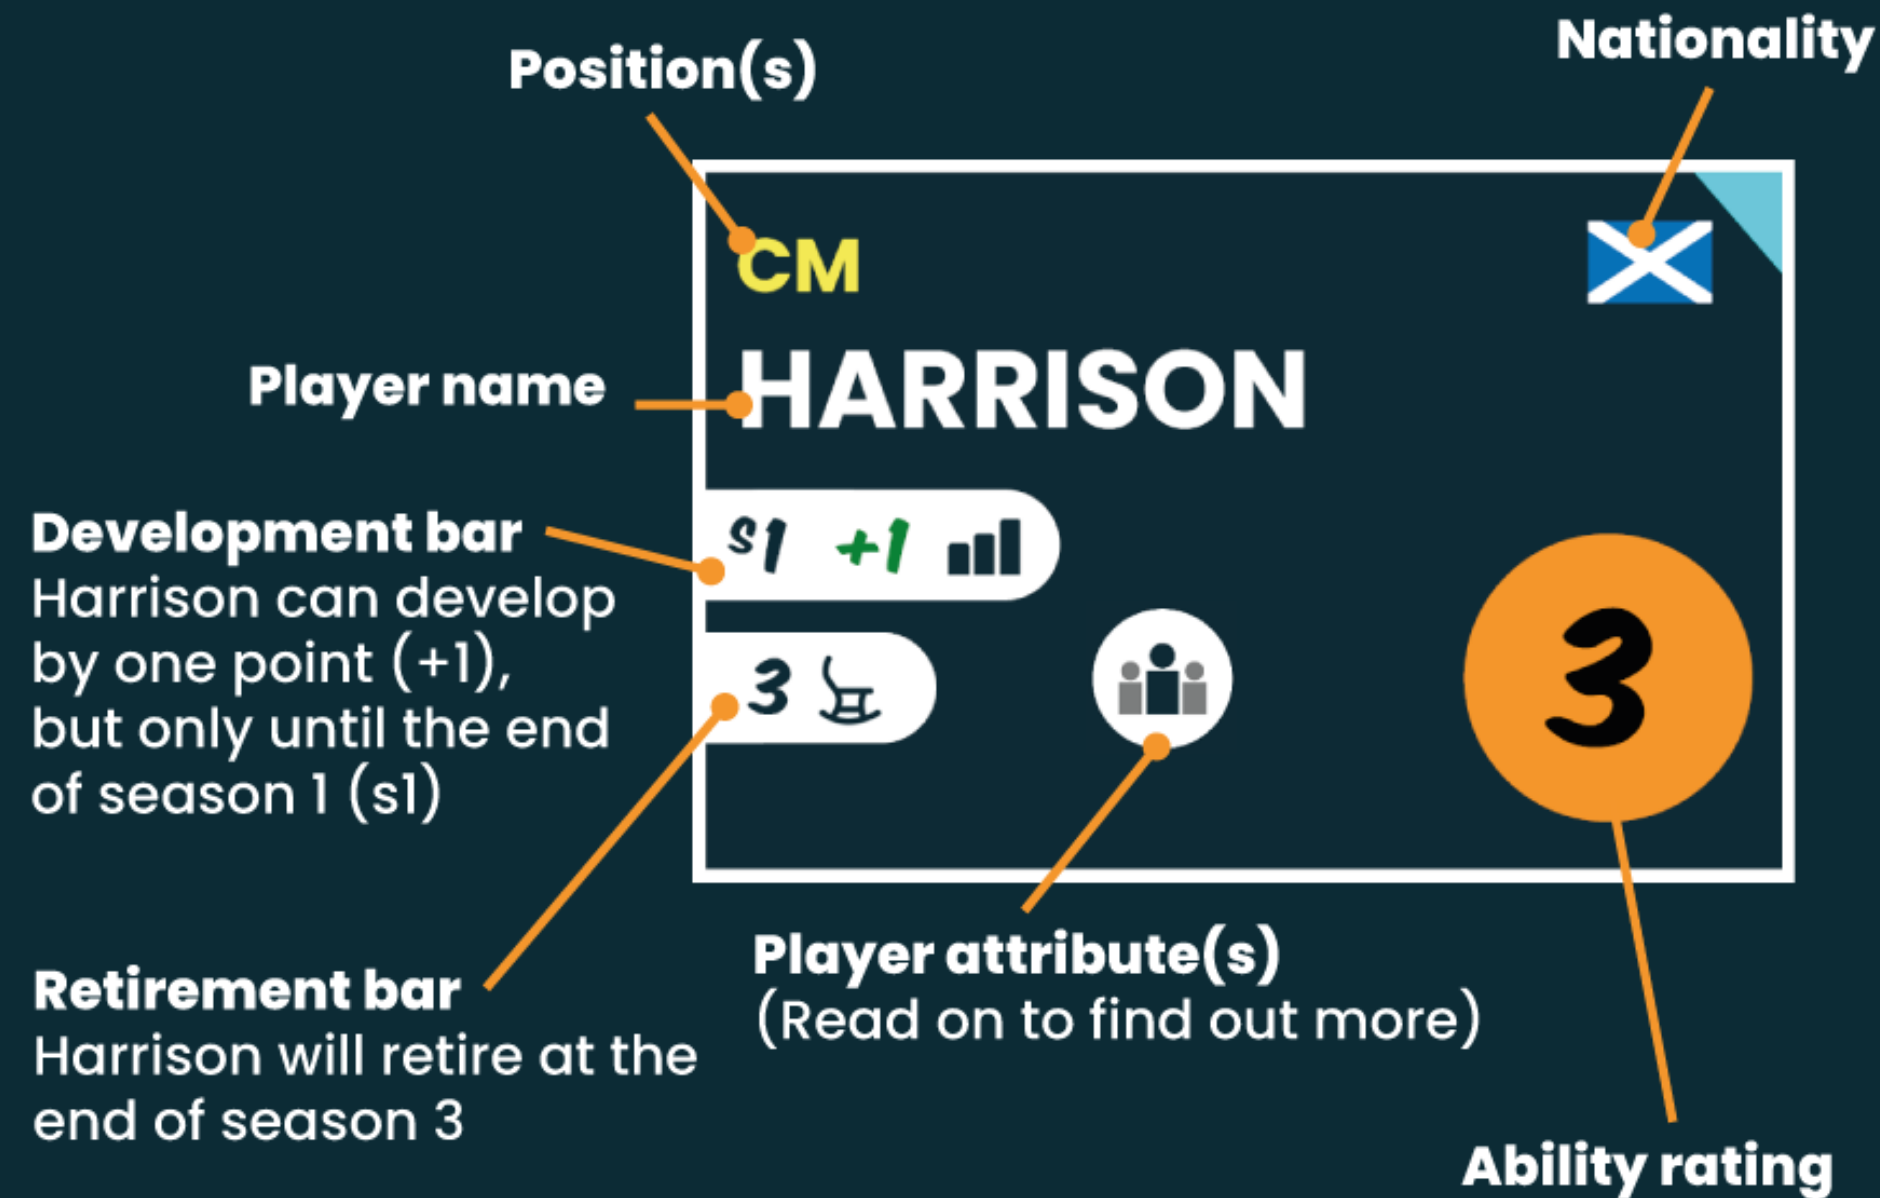 Position(s)
Nationality
CM
Player name
HARRISON
Development bar
Harrison can develop
by one point (+1),
but only until the end
of season 1 (s1)
s1 +1
3
3
Retirement bar
Harrison will retire at the
end of season 3
Player attribute(s)
(Read on to find out more)
Ability rating